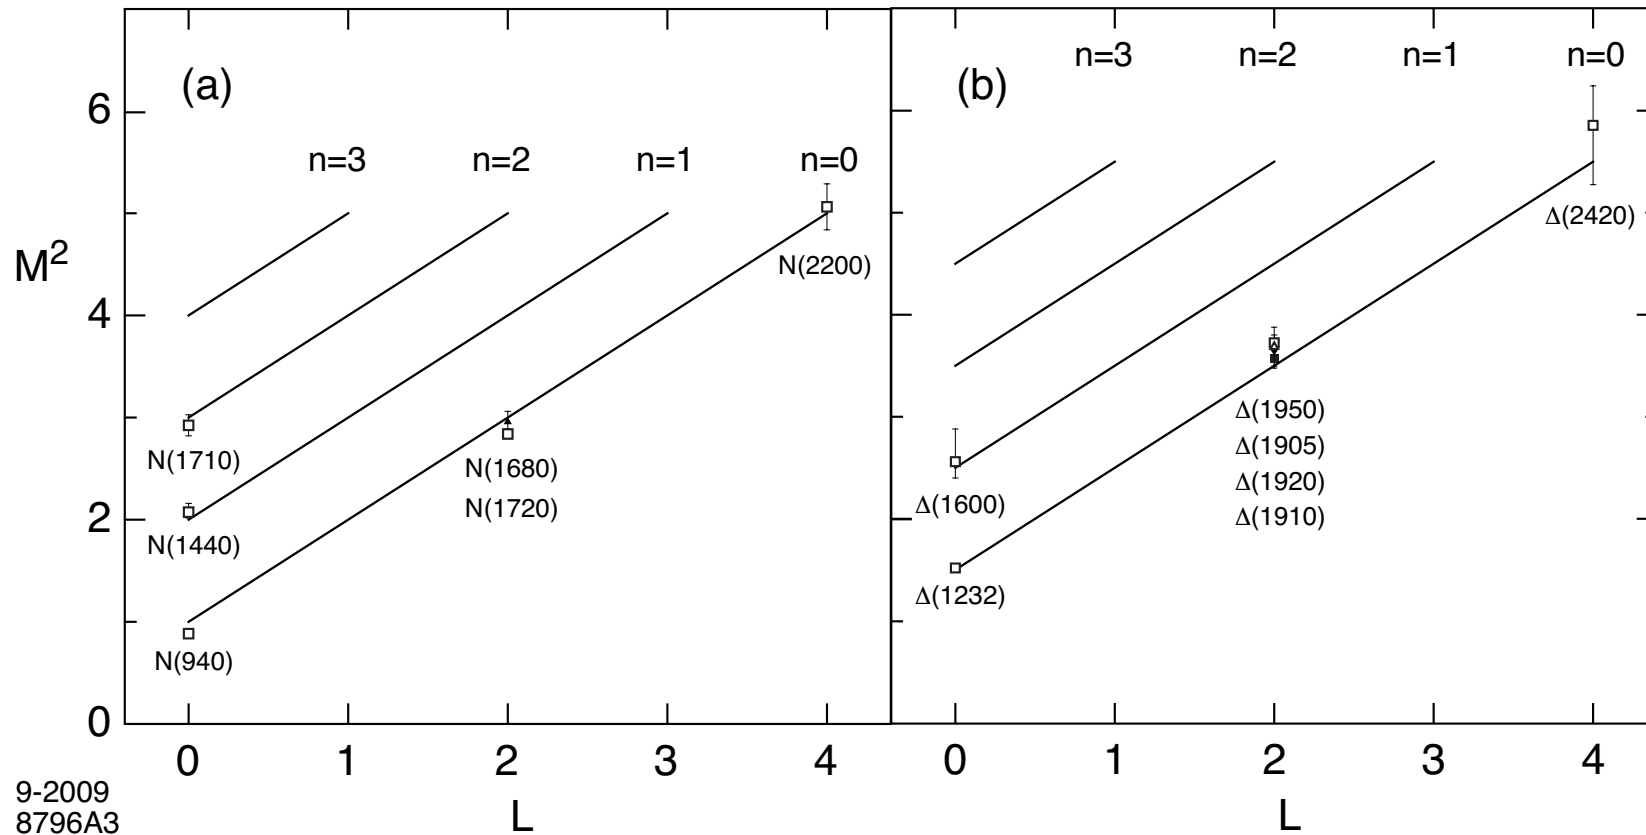 (a)
n=3 n=2 n=1 n=0
M²
6
4
2
0
N(2200)
N(1710)
N(1680)
N(1720)
N(1440)
N(940)
0 1 2 3 4
L
(b)
n=3 n=2 n=1 n=0
Δ(2420)
Δ(1950)
Δ(1905)
Δ(1920)
Δ(1910)
Δ(1600)
Δ(1232)
0 1 2 3 4
L
9-2009
8796A3